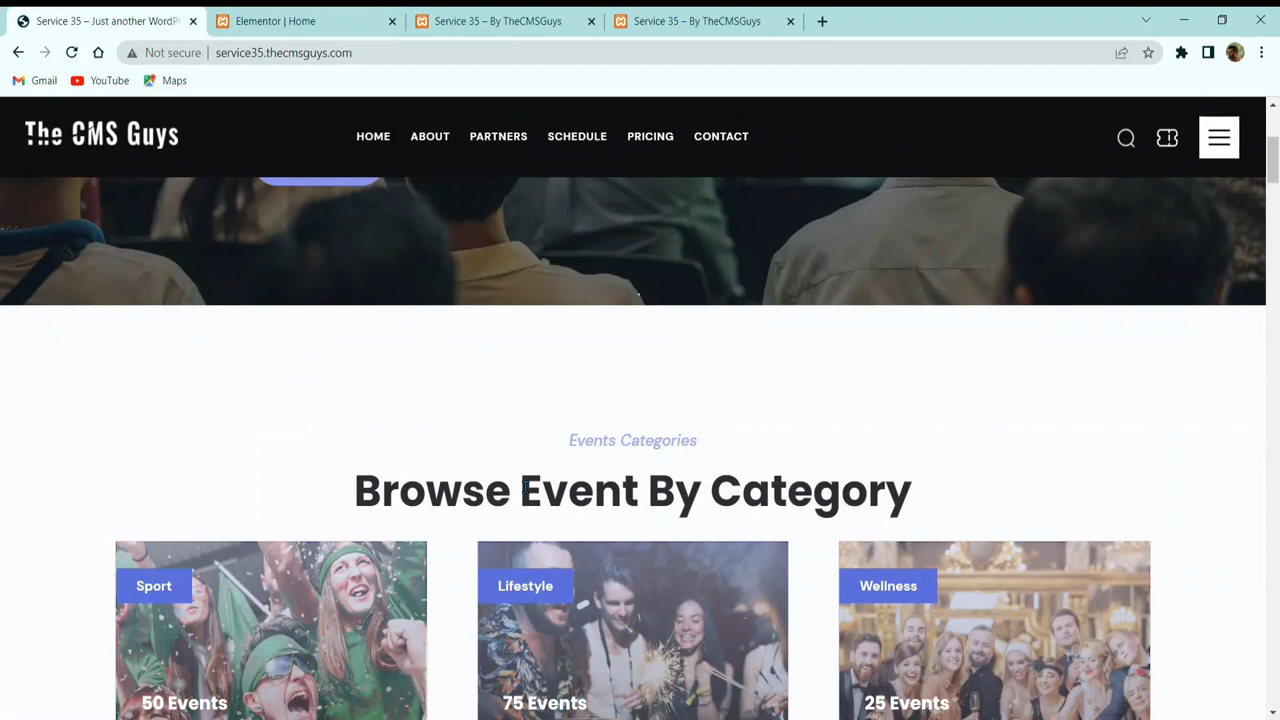 Service 35 – Just another WordPr
Elementor | Home
Service 35 – By TheCMSGuys
Service 35 – By TheCMSGuys
Not secure
service35.thecmsguys.com
Gmail
YouTube
Maps
The CMS Guys
HOME
ABOUT
PARTNERS
SCHEDULE
PRICING
CONTACT
Events Categories
Browse Event By Category
Sport
Lifestyle
Wellness
50 Events
75 Events
25 Events